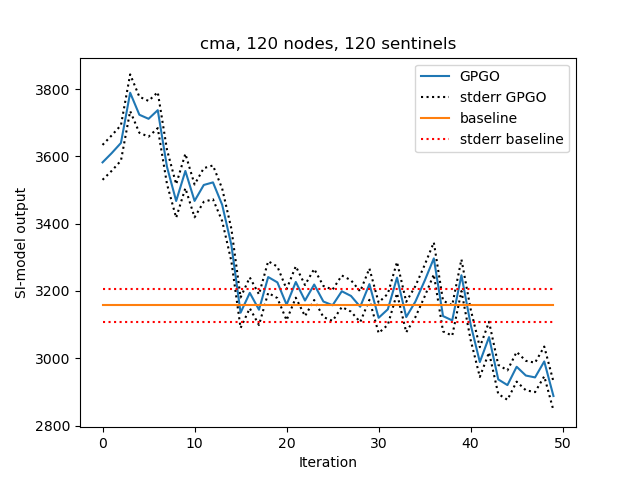 cma, 120 nodes, 120 sentinels
GPGO
stderr GPGO
baseline
stderr baseline
SI-model output
3800
3600
3400
3200
3000
2800
0 10 20 30 40 50
Iteration